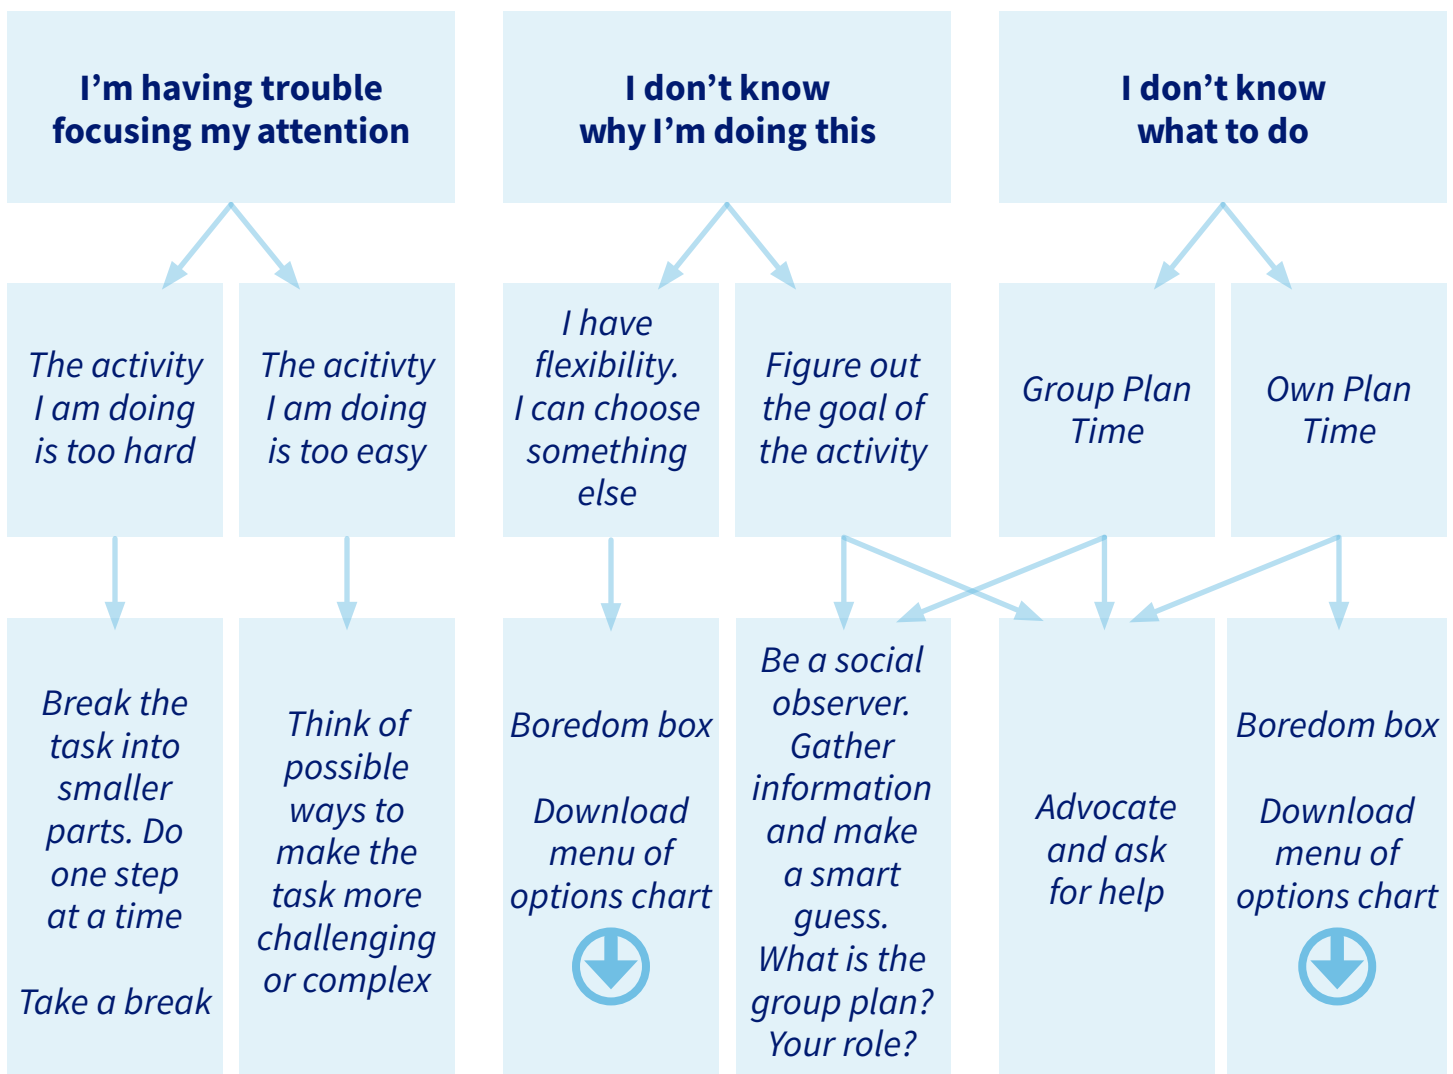 I’m having trouble
focusing my attention
I don’t know
why I’m doing this
I don’t know
what to do
The activity
I am doing
is too hard
The acitivty
I am doing
is too easy
I have
flexibility.
I can choose
something
else
Figure out
the goal of
the activity
Group Plan
Time
Own Plan
Time
Break the
task into
smaller
parts. Do
one step
at a time
Take a break
Think of
possible
ways to
make the
task more
challenging
or complex
Boredom box
Download
menu of
options chart
Be a social
observer.
Gather
information
and make
a smart
guess.
What is the
group plan?
Your role?
Advocate
and ask
for help
Boredom box
Download
menu of
options chart